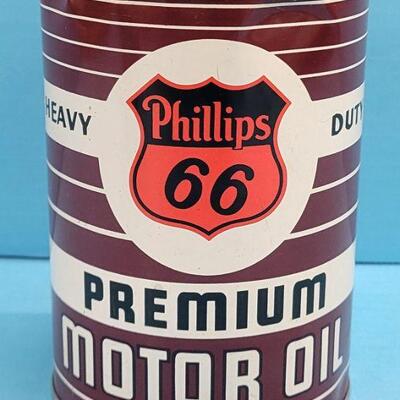 HEAVY DUTY
Phillips
66
PREMIUM
MOTOR OIL